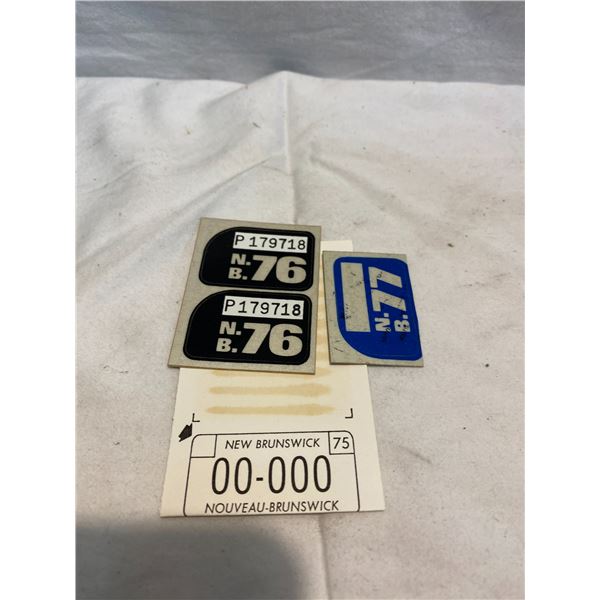 P 179718
N.
B. 76
P 179718
N.
B. 76
N.
B. 77
NEW BRUNSWICK 75
00-000
NOUVEAU-BRUNSWICK